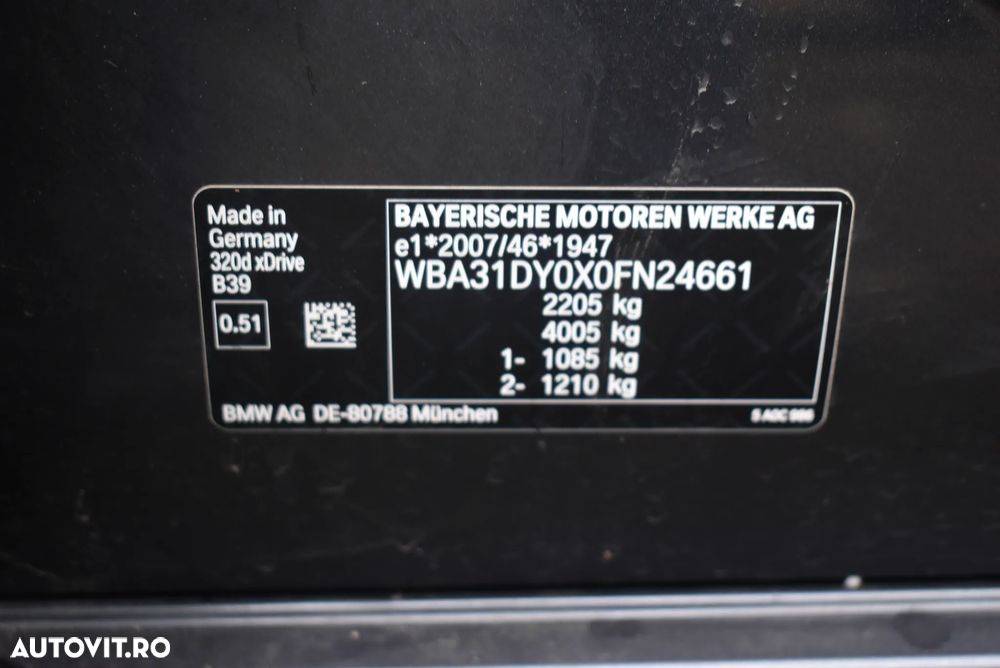 Made in
Germany
320d xDrive
B39
0.51
BMW AG DE-80788 München
BAYERISCHE MOTOREN WERKE AG
e1*2007/46*1947
WBA31DY0X0FN24661
2205 kg
4005 kg
1- 1085 kg
2- 1210 kg
AUTOVIT.RO